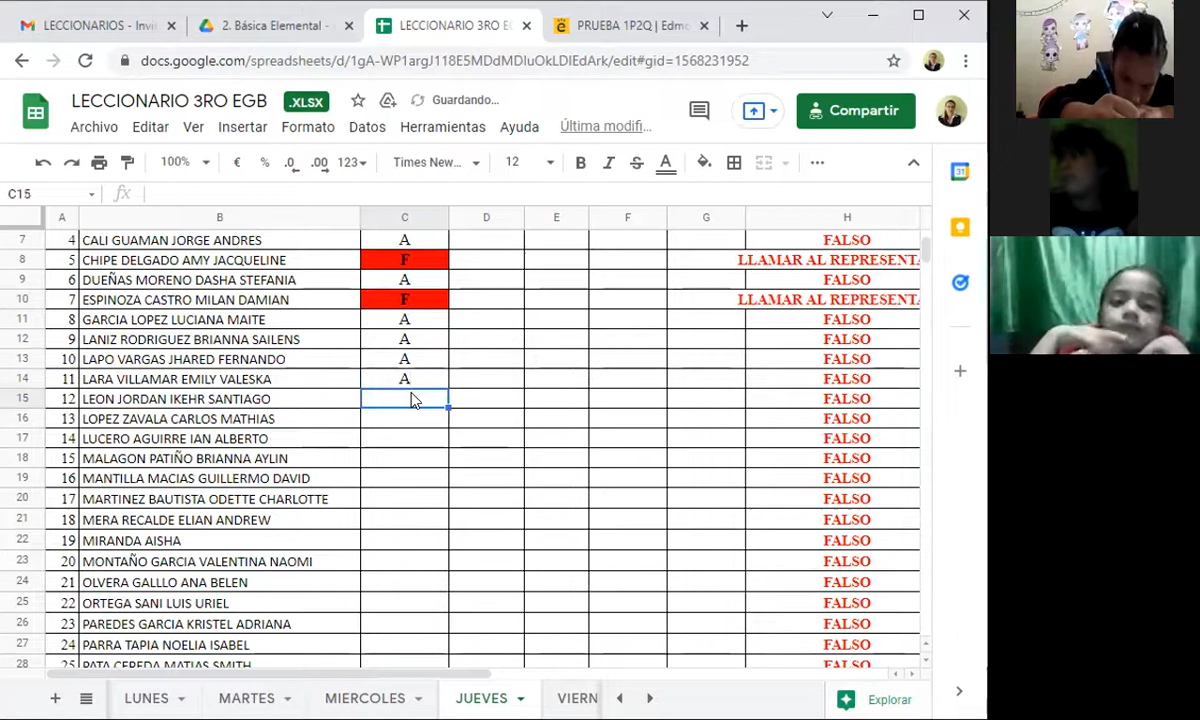 LECCIONARIOS - Invi
2. Básica Elemental -
LECCIONARIO 3RO EG
PRUEBA 1P2Q | Edmo
docs.google.com/spreadsheets/d/1gA-WP1argJ118E5MDdMDIuOkLDIEdArk/edit#gid=1568231952
LECCIONARIO 3RO EGB .XLSX Guardando...
Compartir
Archivo Editar Ver Insertar Formato Datos Herramientas Ayuda Última modifi...
100% € % .0 .00 123 Times New... 12 B I S A
C15 fx
A B C D E F G H
7 4 CALI GUAMAN JORGE ANDRES A FALSO
8 5 CHIPE DELGADO AMY JACQUELINE F LLAMAR AL REPRESENTA
9 6 DUEÑAS MORENO DASHA STEFANIA A FALSO
10 7 ESPINOZA CASTRO MILAN DAMIAN F LLAMAR AL REPRESENTA
11 8 GARCIA LOPEZ LUCIANA MAITE A FALSO
12 9 LANIZ RODRIGUEZ BRIANNA SAILENS A FALSO
13 10 LAPO VARGAS JHARED FERNANDO A FALSO
14 11 LARA VILLAMAR EMILY VALESKA A FALSO
15 12 LEON JORDAN IKEHR SANTIAGO FALSO
16 13 LOPEZ ZAVALA CARLOS MATHIAS FALSO
17 14 LUCERO AGUIRRE IAN ALBERTO FALSO
18 15 MALAGON PATIÑO BRIANNA AYLIN FALSO
19 16 MANTILLA MACIAS GUILLERMO DAVID FALSO
20 17 MARTINEZ BAUTISTA ODETTE CHARLOTTE FALSO
21 18 MERA RECALDE ELIAN ANDREW FALSO
22 19 MIRANDA AISHA FALSO
23 20 MONTAÑO GARCIA VALENTINA NAOMI FALSO
24 21 OLVERA GALLLO ANA BELEN FALSO
25 22 ORTEGA SANI LUIS URIEL FALSO
26 23 PAREDES GARCIA KRISTEL ADRIANA FALSO
27 24 PARRA TAPIA NOELIA ISABEL FALSO
28 25 PATA CEPEDA MATIAS SMITH FALSO
LUNES MARTES MIERCOLES JUEVES VIERN Explorar